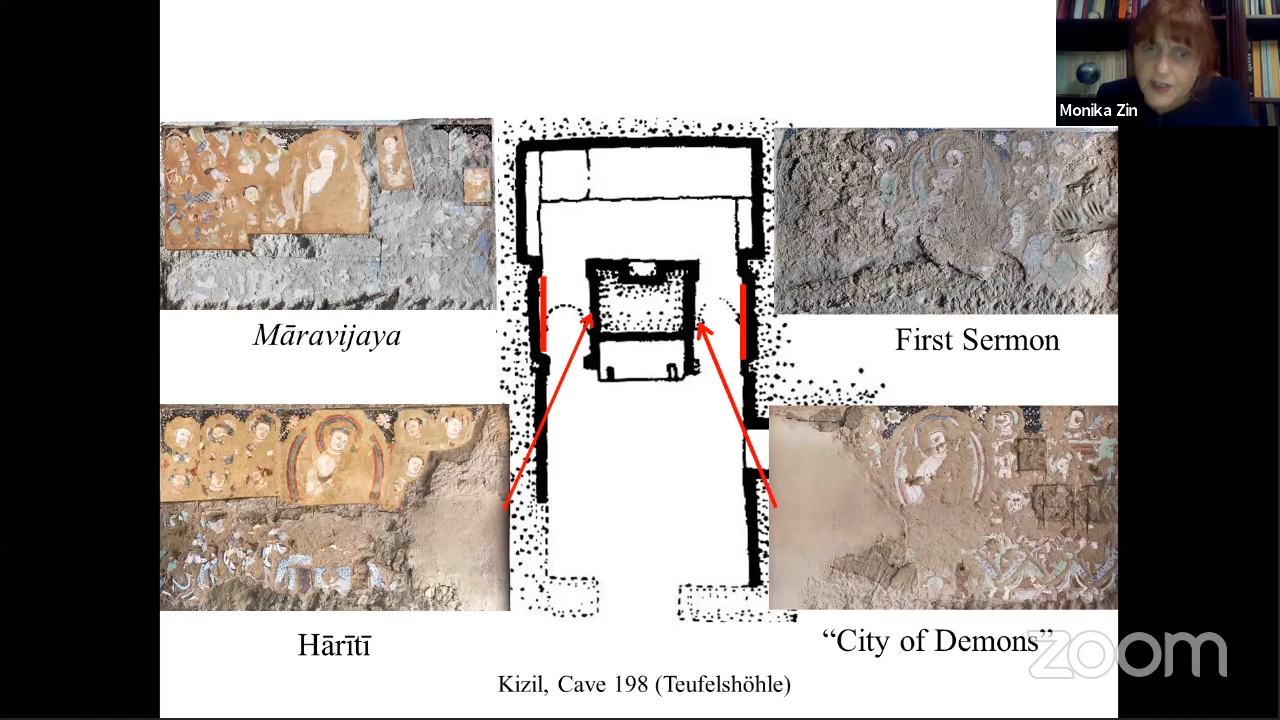 Monika Zin
Māravijaya
First Sermon
Hārītī
“City of Demons”
zoom
Kizil, Cave 198 (Teufelshöhle)